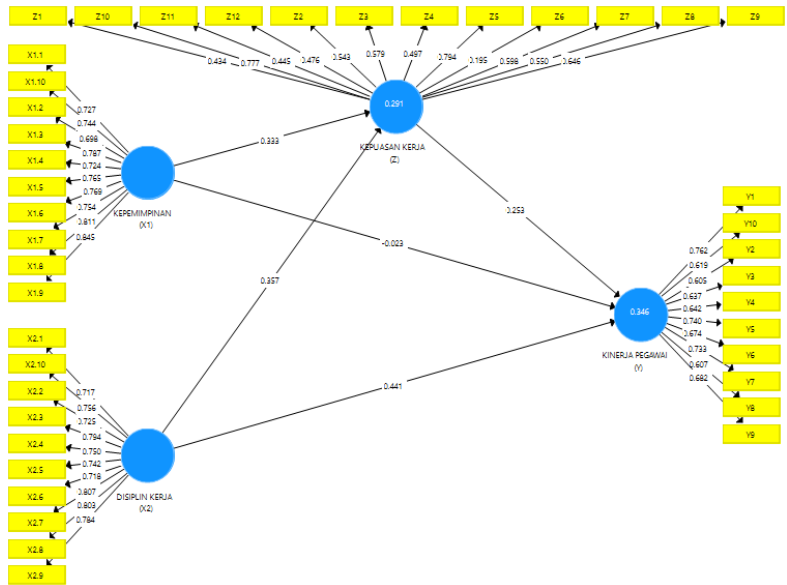 Z1 Z10 Z11 Z12 Z2 Z3 Z4 Z5 Z6 Z7 Z8 Z9
0.434 0.777 0.445 0.476 0.543 0.579 0.497 0.794 0.195 0.598 0.550 0.646
0.291
KEPUASAN KERJA
(Z)
X1.1
X1.10
X1.2
X1.3
X1.4
X1.5
X1.6
X1.7
X1.8
X1.9
0.727
0.744
0.698
0.787
0.724
0.765
0.769
0.754
0.811
0.845
KEPEMIMPINAN
(X1)
0.333
-0.023
0.253
0.357
0.441
X2.1
X2.10
X2.2
X2.3
X2.4
X2.5
X2.6
X2.7
X2.8
X2.9
0.717
0.756
0.725
0.794
0.750
0.742
0.718
0.807
0.803
0.784
DISIPLIN KERJA
(X2)
0.346
KINERJA PEGAWAI
(Y)
0.762
0.619
0.605
0.637
0.642
0.740
0.674
0.733
0.607
0.682
Y1
Y10
Y2
Y3
Y4
Y5
Y6
Y7
Y8
Y9